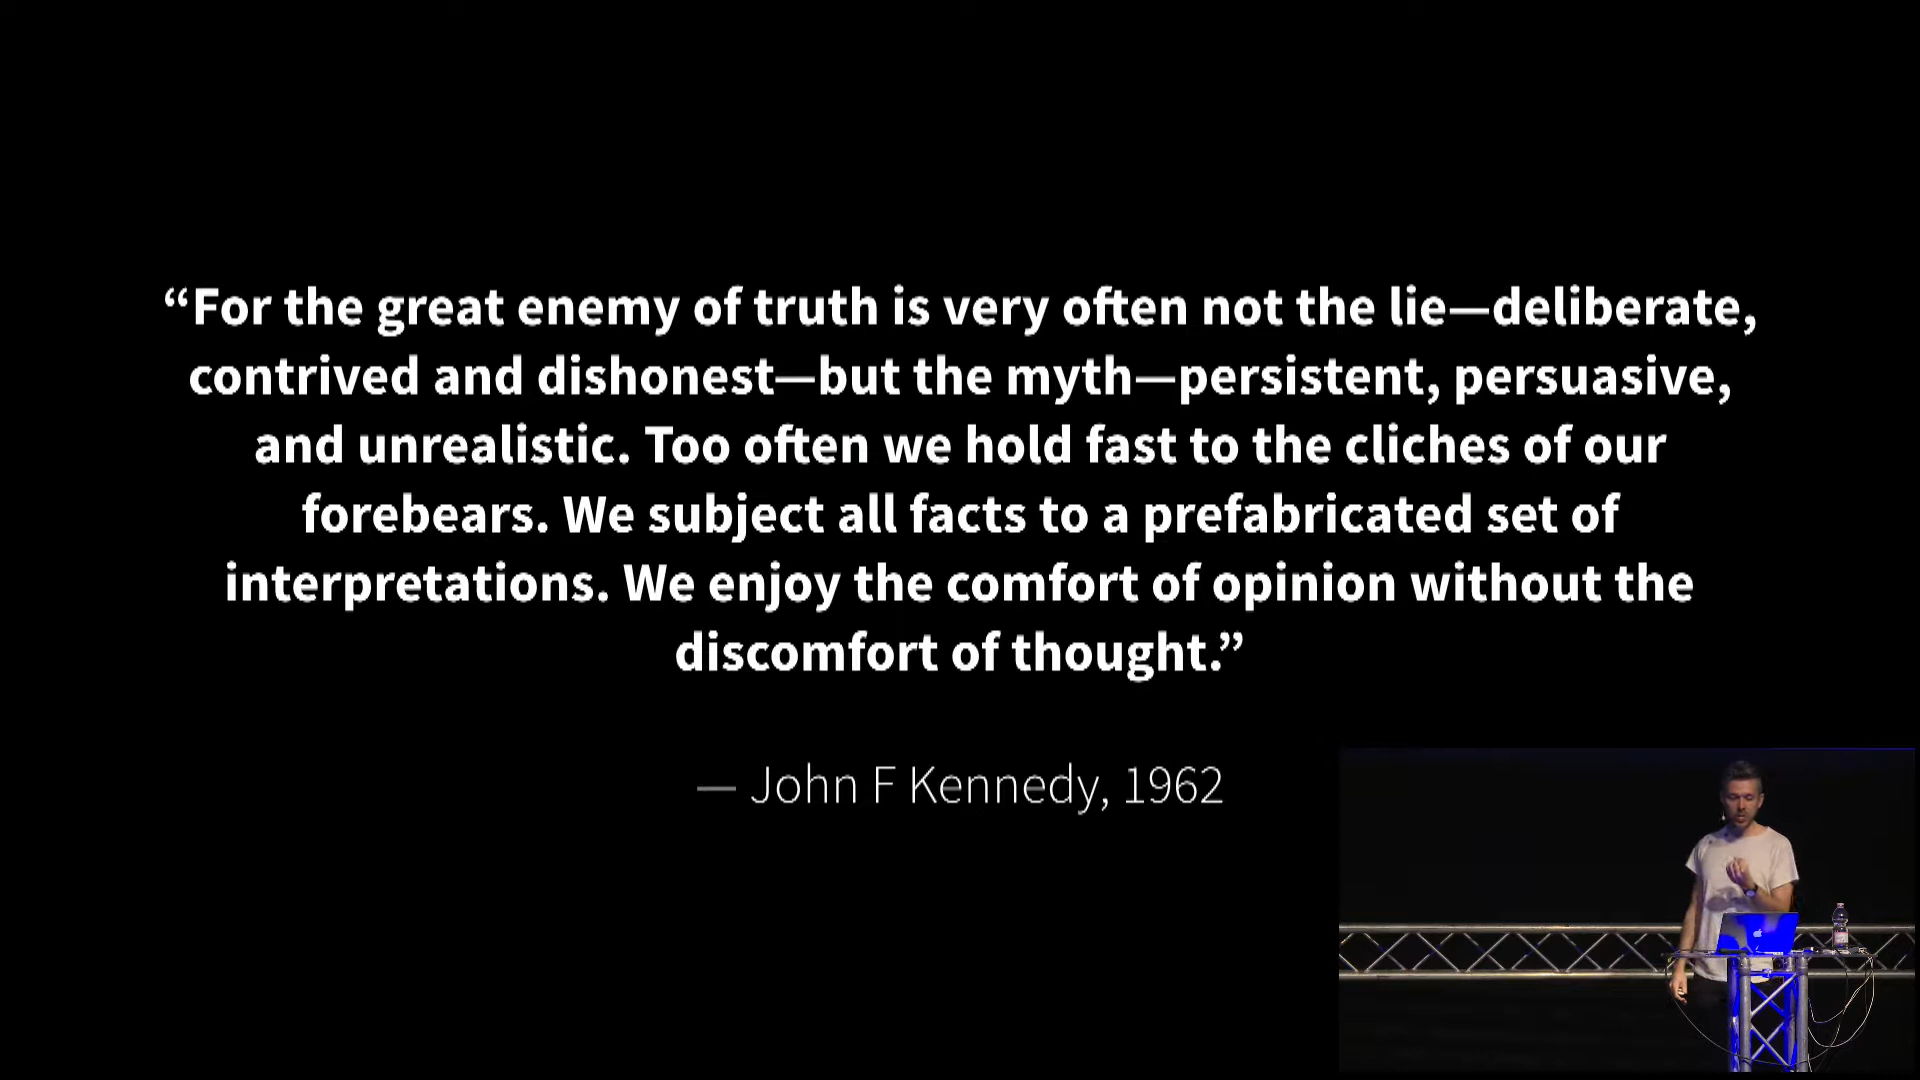 “For the great enemy of truth is very often not the lie—deliberate,
contrived and dishonest—but the myth—persistent, persuasive,
and unrealistic. Too often we hold fast to the cliches of our
forebears. We subject all facts to a prefabricated set of
interpretations. We enjoy the comfort of opinion without the
discomfort of thought.”
— John F Kennedy, 1962